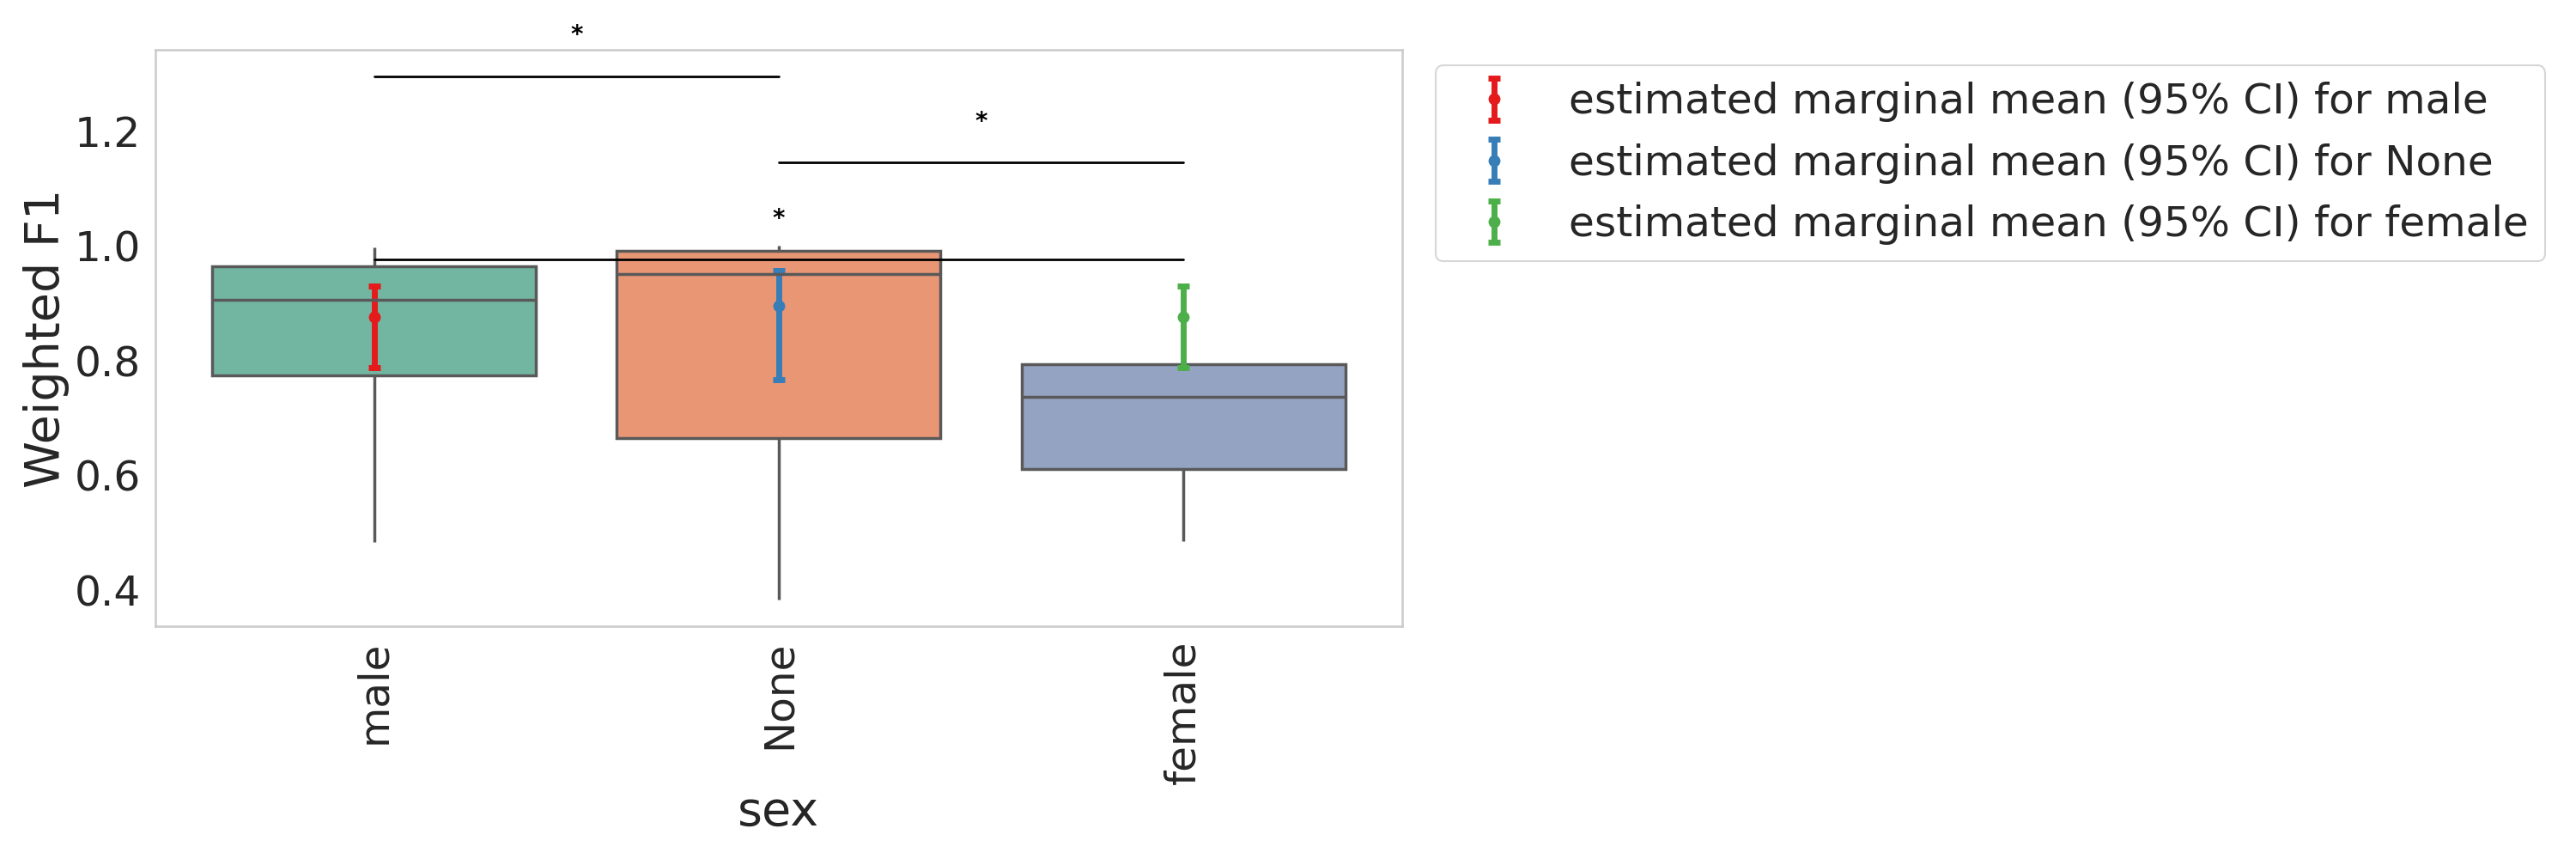 *
*
*
1.2
1.0
0.8
0.6
0.4
Weighted F1
male
None
female
sex
estimated marginal mean (95% CI) for male
estimated marginal mean (95% CI) for None
estimated marginal mean (95% CI) for female